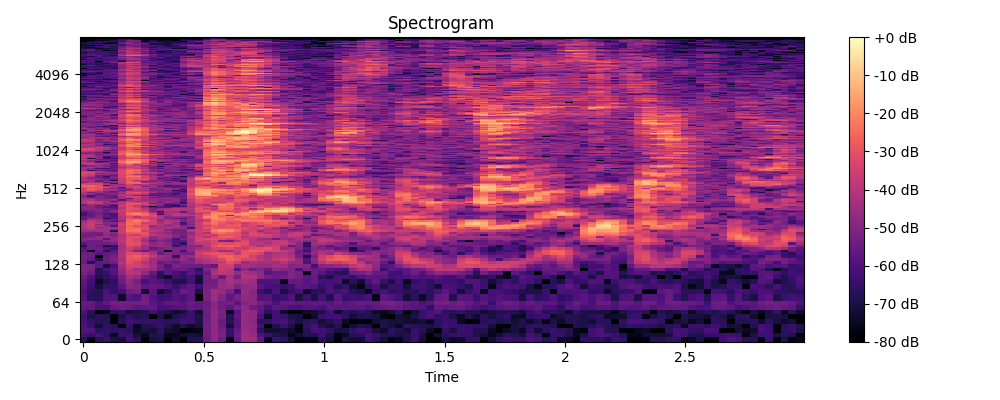 Spectrogram
+0 dB
4096
-10 dB
2048
-20 dB
1024
-30 dB
512
-40 dB
Hz
256
-50 dB
128
-60 dB
64
-70 dB
0
-80 dB
0 0.5 1 1.5 2 2.5
Time